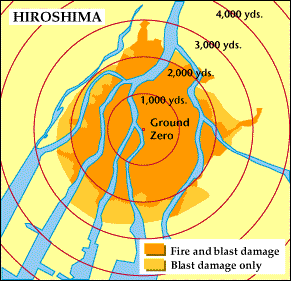 HIROSHIMA
4,000 yds.
3,000 yds.
2,000 yds.
1,000 yds.
Ground
Zero
Fire and blast damage
Blast damage only